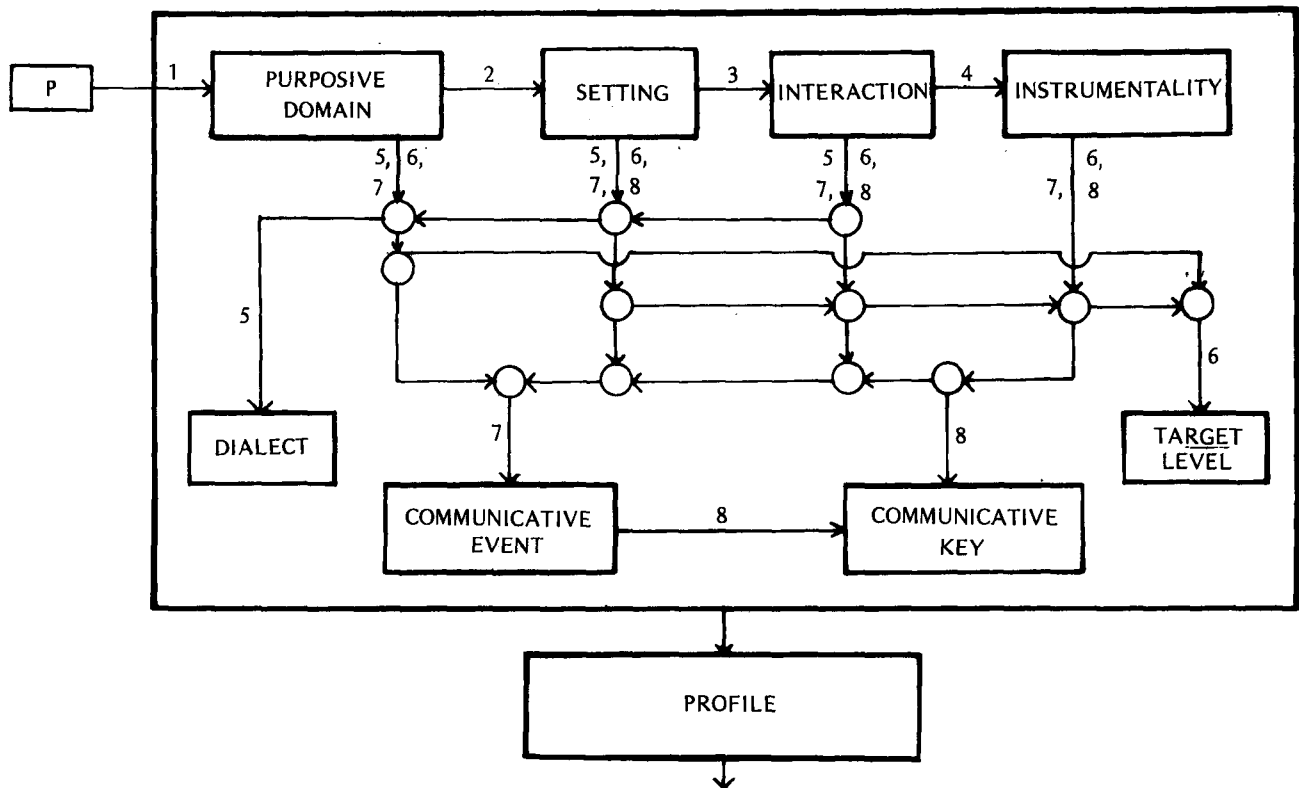 P
1
PURPOSIVE
DOMAIN
2
SETTING
3
INTERACTION
4
INSTRUMENTALITY
5, 6,
7
5, 6,
7, 8
5 6,
7, 8
6,
7, 8
5
6
DIALECT
7
8
TARGET
LEVEL
COMMUNICATIVE
EVENT
8
COMMUNICATIVE
KEY
PROFILE